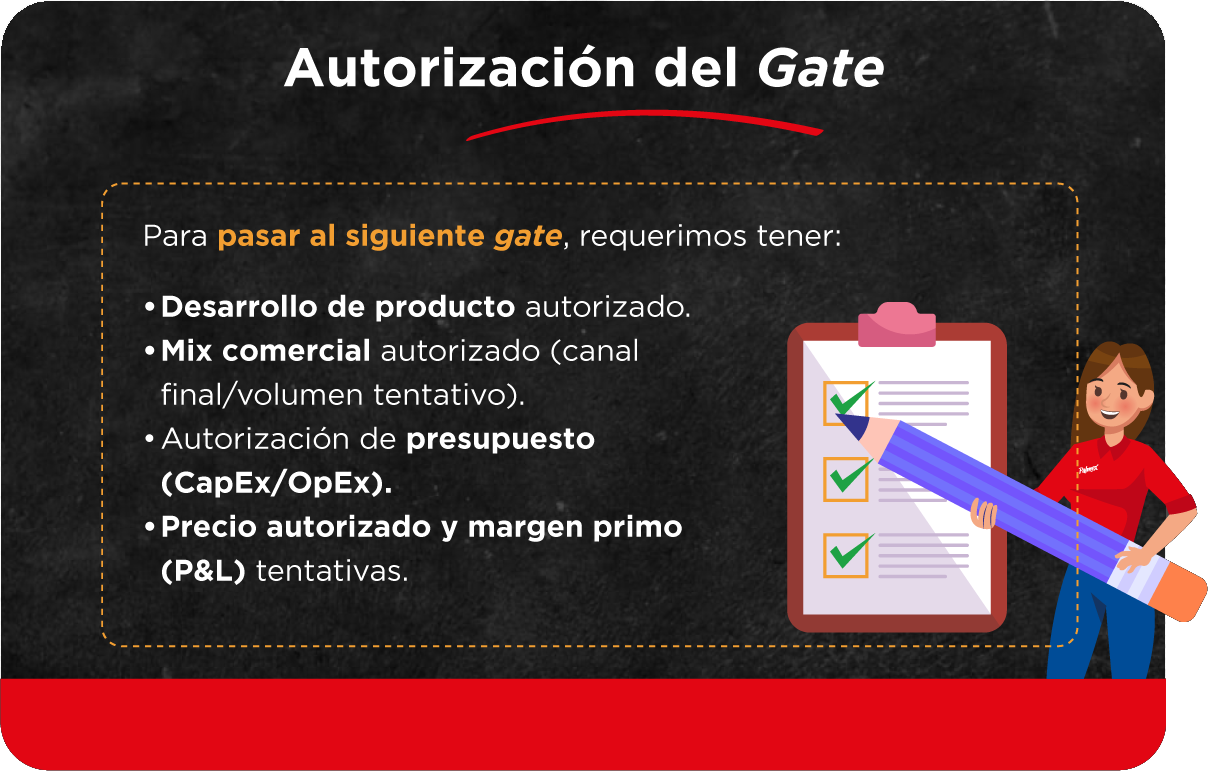 Autorización del Gate
Para pasar al siguiente gate, requerimos tener:
•Desarrollo de producto autorizado.
•Mix comercial autorizado (canal
final/volumen tentativo).
•Autorización de presupuesto
(CapEx/OpEx).
•Precio autorizado y margen primo
(P&L) tentativas.